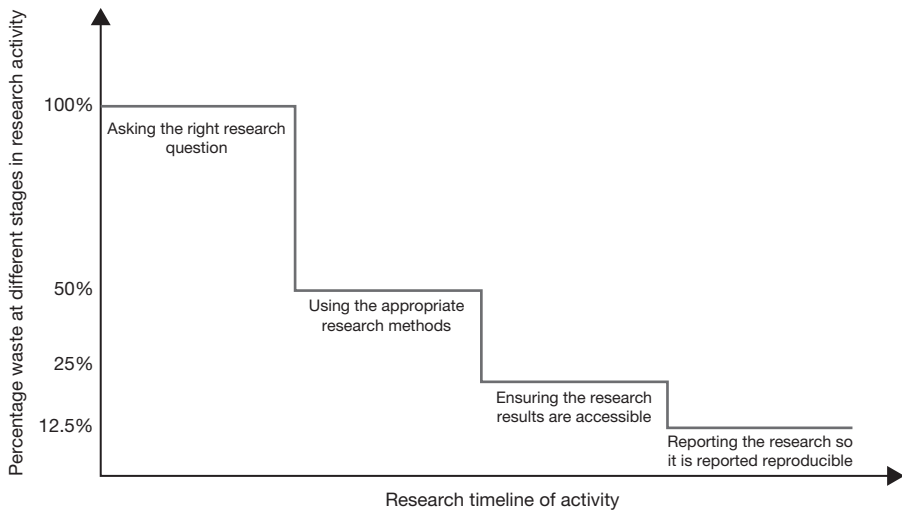 Percentage waste at different stages in research activity
100%
50%
25%
12.5%
Asking the right research
question
Using the appropriate
research methods
Ensuring the research
results are accessible
Reporting the research so
it is reported reproducible
Research timeline of activity